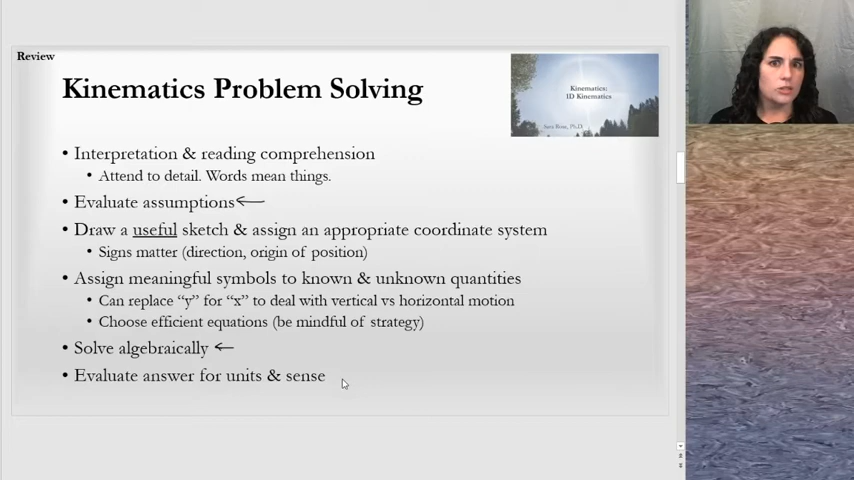 Review
Kinematics Problem Solving
Kinematics:
1D Kinematics
Sara Rose, Ph.D.
• Interpretation & reading comprehension
• Attend to detail. Words mean things.
• Evaluate assumptions
• Draw a useful sketch & assign an appropriate coordinate system
• Signs matter (direction, origin of position)
• Assign meaningful symbols to known & unknown quantities
• Can replace “y” for “x” to deal with vertical vs horizontal motion
• Choose efficient equations (be mindful of strategy)
• Solve algebraically
• Evaluate answer for units & sense